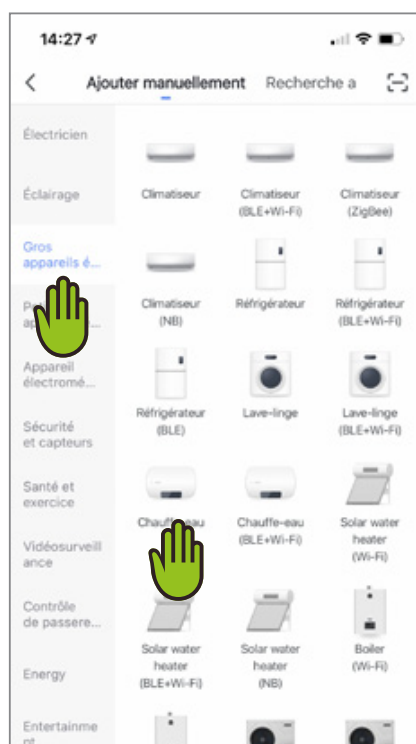 14:27
Ajouter manuellement Recherche a
Électricien
Éclairage
Gros
appareils é...
Appareil
électromé...
Sécurité
et capteurs
Santé et
exercice
Vidéosurveill
ance
Contrôle
de passere...
Energy
Entertainme
nt
Climatiseur
Climatiseur
(BLE+Wi-Fi)
Climatiseur
(ZigBee)
Climatiseur
(NB)
Réfrigérateur
Réfrigérateur
(BLE+Wi-Fi)
Réfrigérateur
(BLE)
Lave-linge
Lave-linge
(BLE+Wi-Fi)
Chauffe-eau
Chauffe-eau
(BLE+Wi-Fi)
Solar water
heater
(Wi-Fi)
Solar water
heater
(BLE+Wi-Fi)
Solar water
heater
(NB)
Boiler
(Wi-Fi)